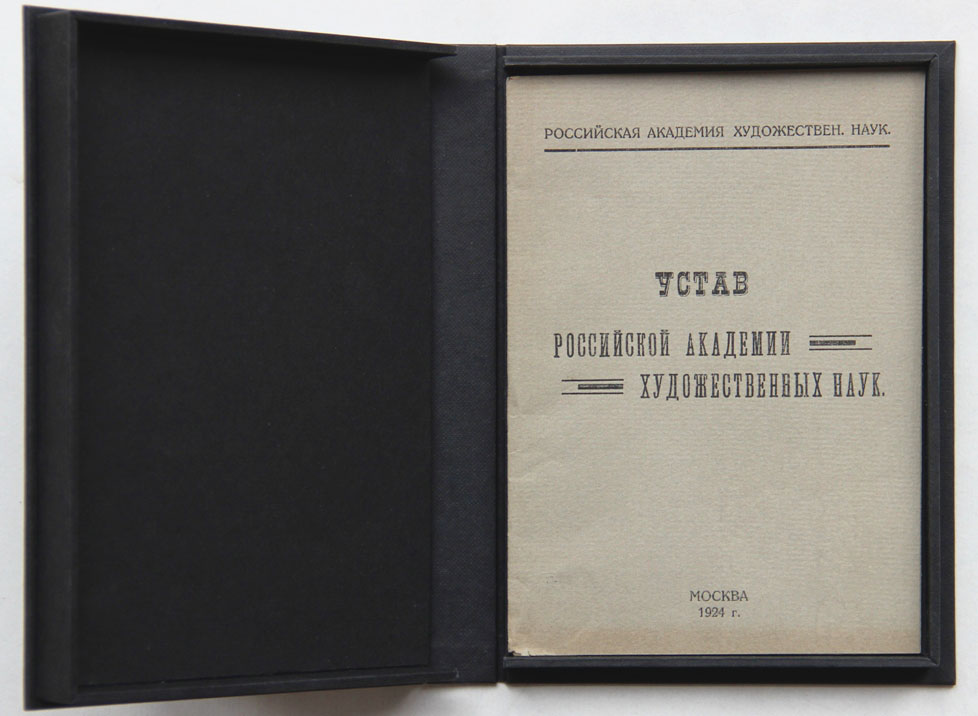 РОССИЙСКАЯ АКАДЕМИЯ ХУДОЖЕСТВЕН. НАУК.
УСТАВ
РОССИЙСКОЙ АКАДЕМИИ
ХУДОЖЕСТВЕННЫХ НАУК.
МОСКВА
1924 г.